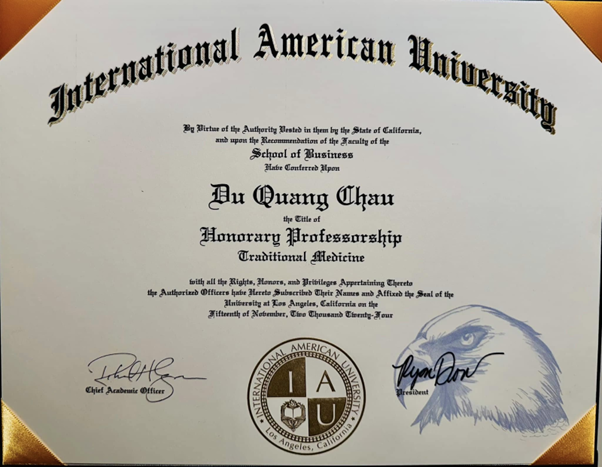 International American University
By Virtue of the Authority Vested in them by the State of California,
and upon the Recommendation of the Faculty of the
School of Business
Have Conferred Upon
Du Quang Chau
the Title of
Honorary Professorship
Traditional Medicine
with all the Rights, Honors, and Privileges Appertaining Thereto
the Authorized Officers have Hereto Subscribed Their Names and Affixed the Seal of the
University at Los Angeles, California on the
Fifteenth of November, Two Thousand Twenty-Four
Chief Academic Officer
INTERNATIONAL AMERICAN UNIVERSITY
I A
U
Los Angeles, California
President